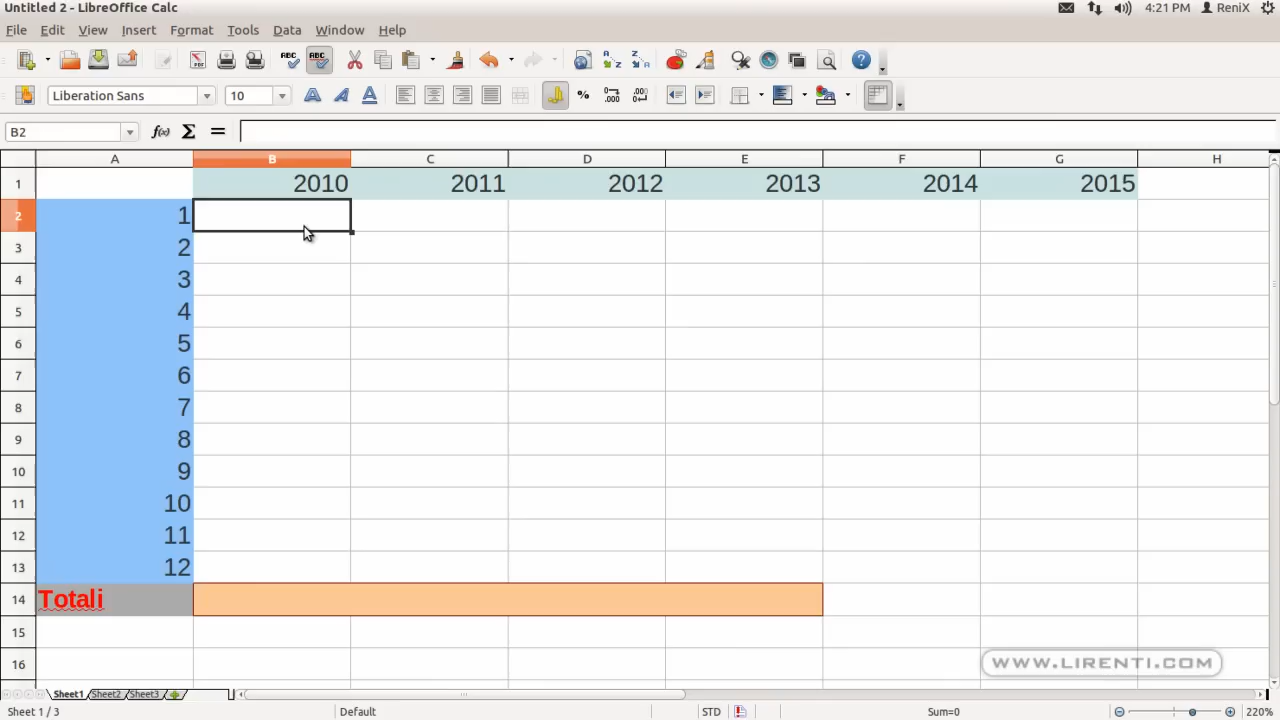 Untitled 2 - LibreOffice Calc 4:21 PM ReniX
File Edit View Insert Format Tools Data Window Help
Liberation Sans 10
B2 f(x) Σ =
A B C D E F G H
1 2010 2011 2012 2013 2014 2015
2 1
3 2
4 3
5 4
6 5
7 6
8 7
9 8
10 9
11 10
12 11
13 12
14 Totali
15
16
WWW.LIRENTI.COM
Sheet1 Sheet2 Sheet3
Sheet 1 / 3 Default STD Sum=0 220%